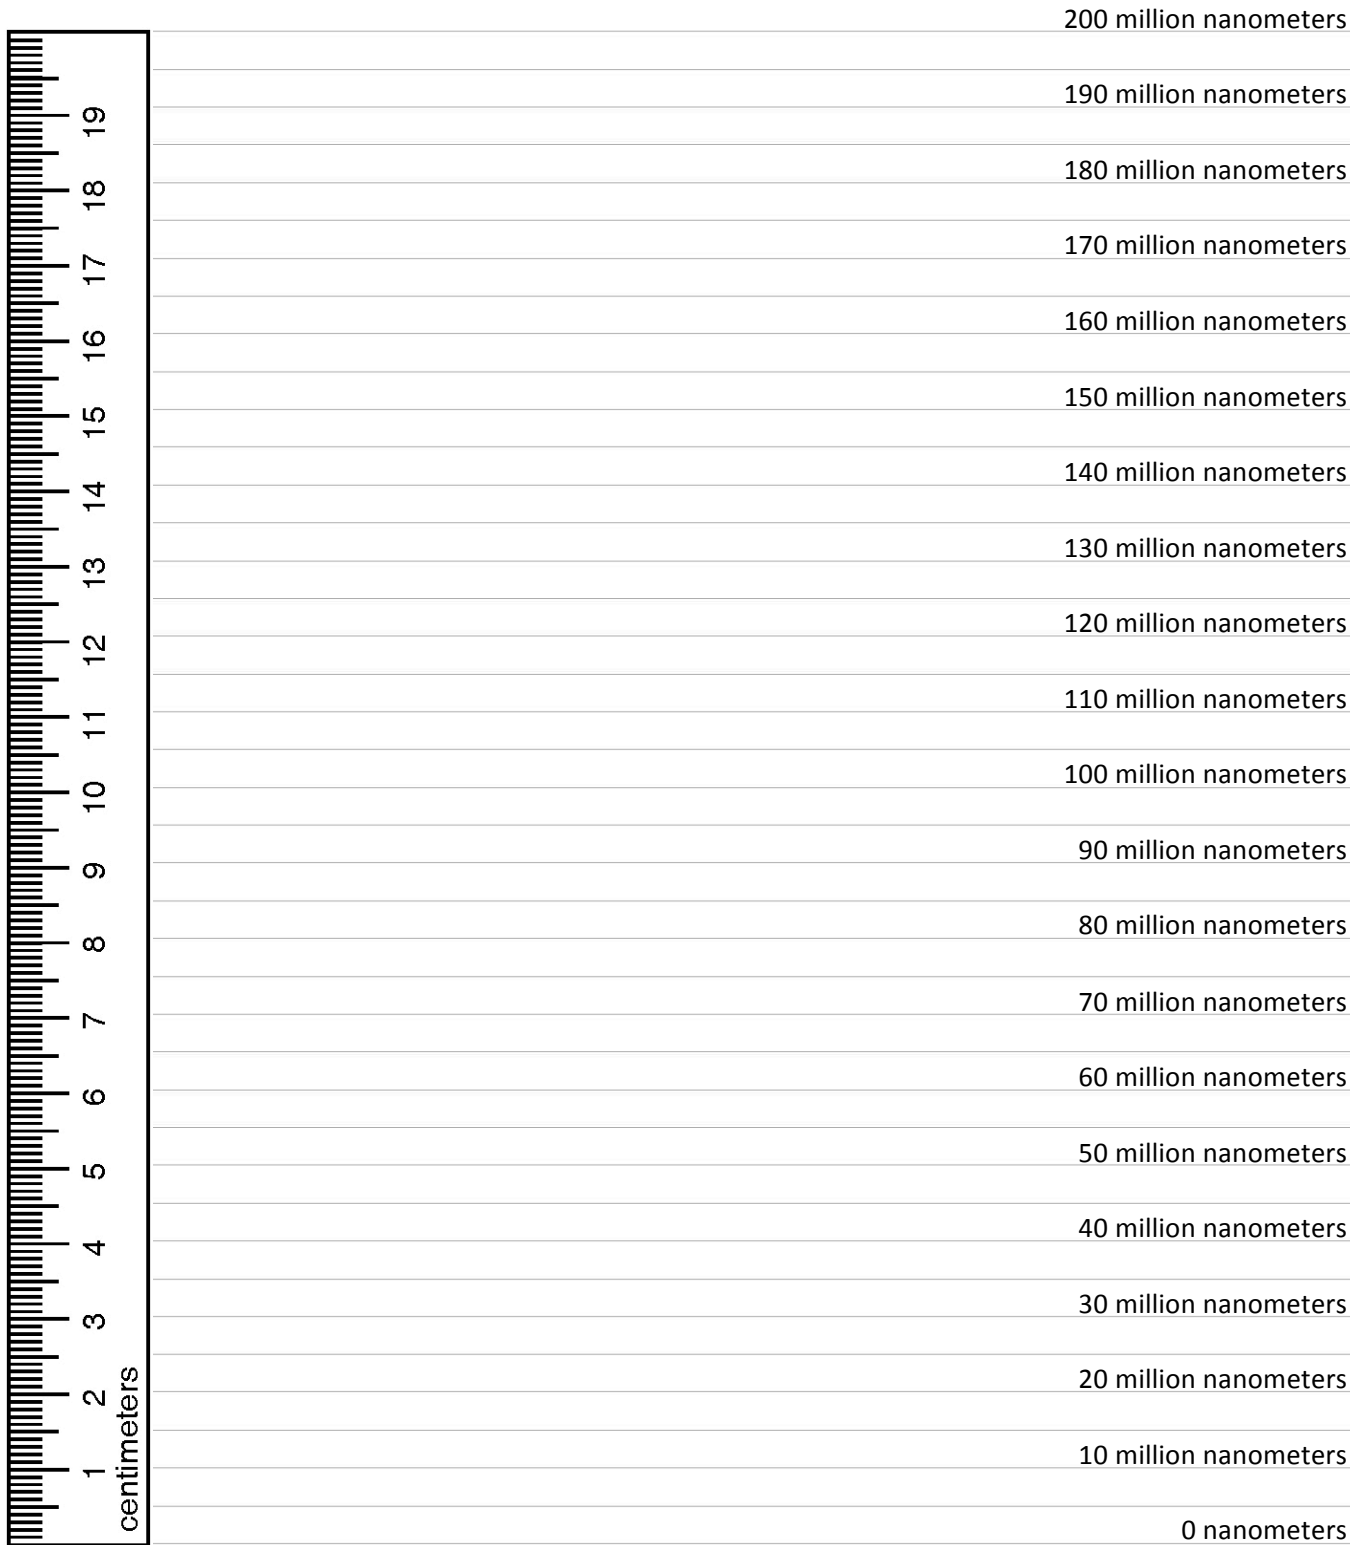 200 million nanometers
190 million nanometers
19
180 million nanometers
18
170 million nanometers
17
160 million nanometers
16
150 million nanometers
15
140 million nanometers
14
130 million nanometers
13
120 million nanometers
12
110 million nanometers
11
100 million nanometers
10
90 million nanometers
9
80 million nanometers
8
70 million nanometers
7
60 million nanometers
6
50 million nanometers
5
40 million nanometers
4
30 million nanometers
3
20 million nanometers
2
10 million nanometers
1
centimeters
0 nanometers